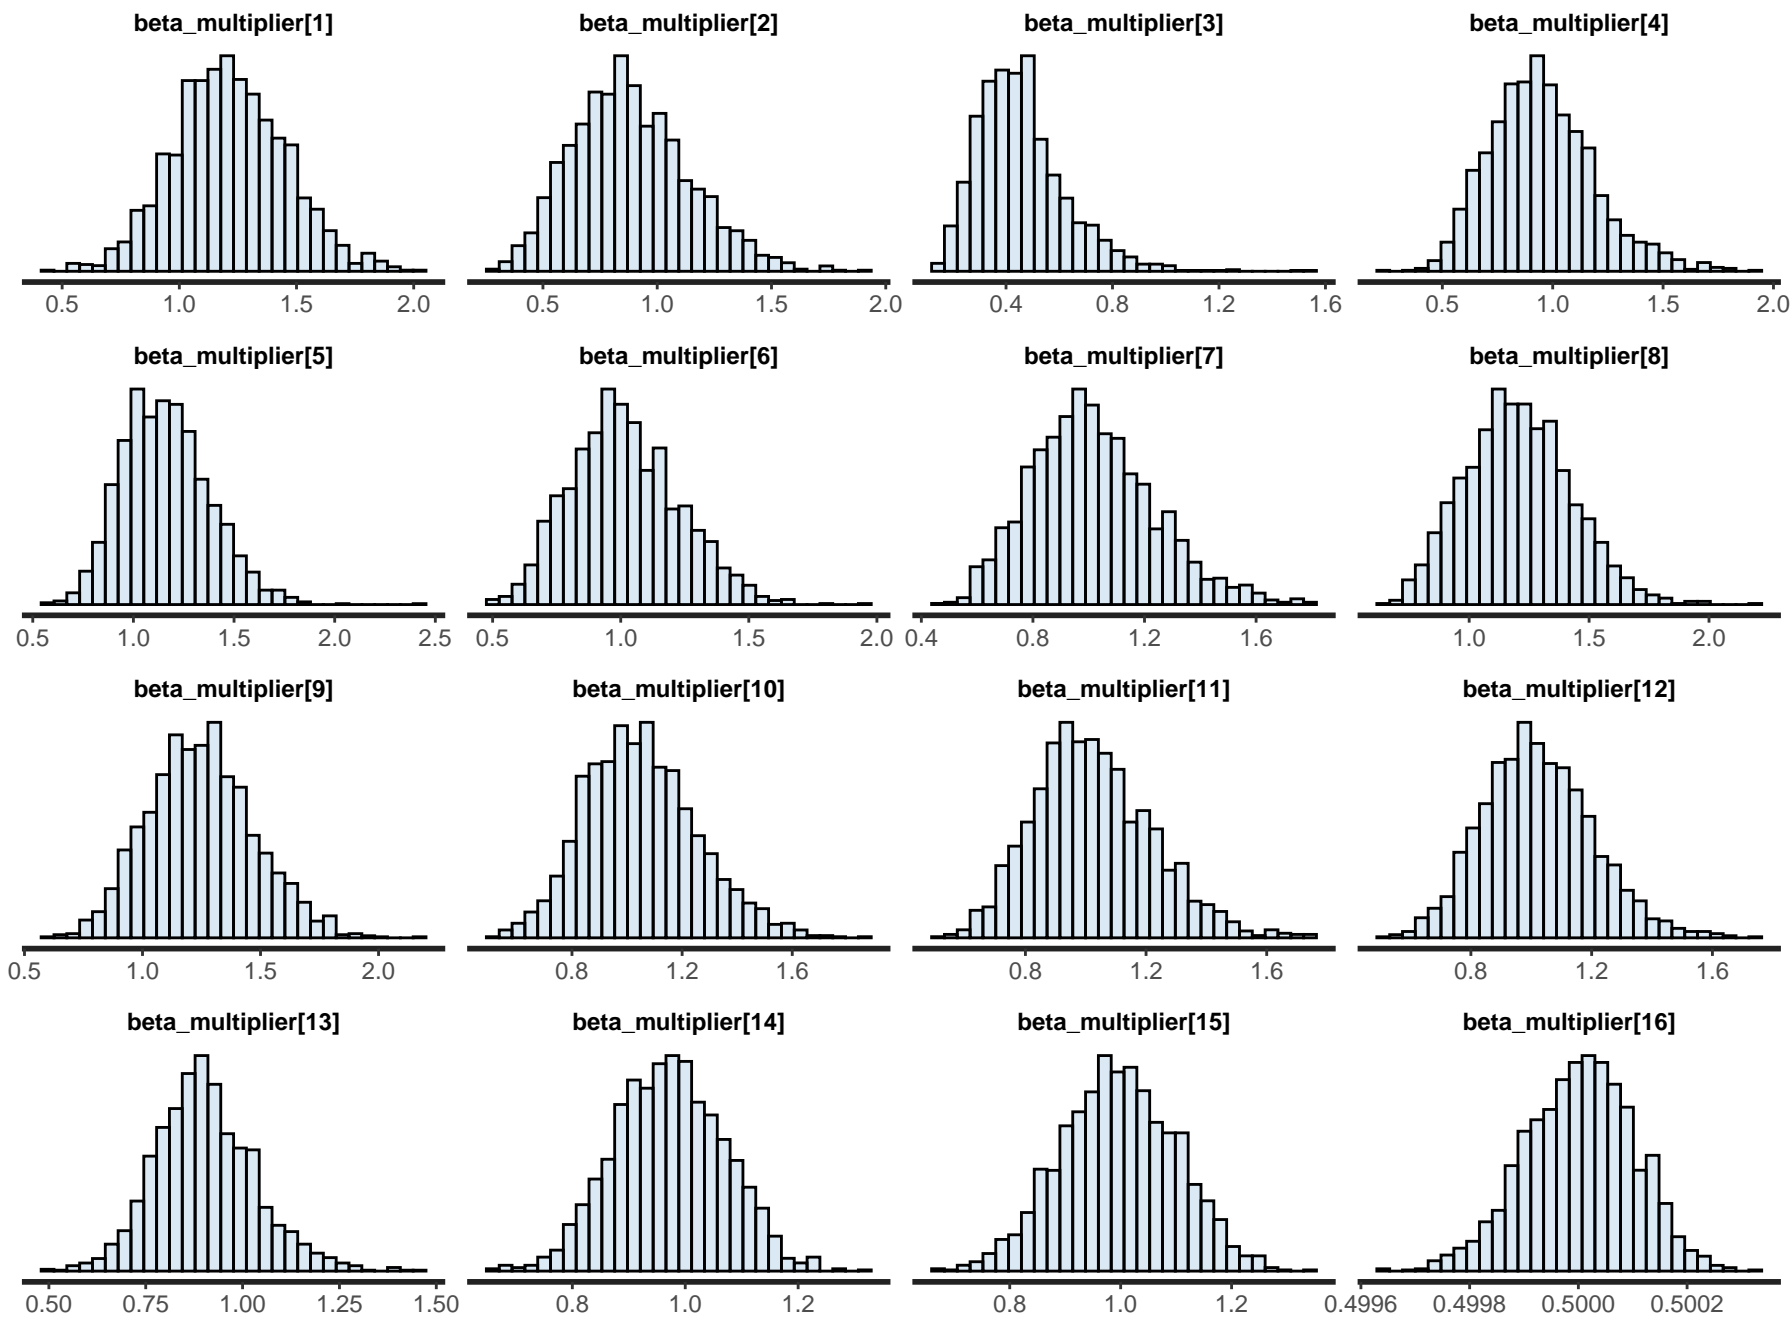 beta_multiplier[1] beta_multiplier[2] beta_multiplier[3] beta_multiplier[4]
0.5 1.0 1.5 2.0 0.5 1.0 1.5 2.0 0.4 0.8 1.2 1.6 0.5 1.0 1.5 2.0
beta_multiplier[5] beta_multiplier[6] beta_multiplier[7] beta_multiplier[8]
0.5 1.0 1.5 2.0 2.5 0.5 1.0 1.5 2.0 0.4 0.8 1.2 1.6 1.0 1.5 2.0
beta_multiplier[9] beta_multiplier[10] beta_multiplier[11] beta_multiplier[12]
0.5 1.0 1.5 2.0 0.8 1.2 1.6 0.8 1.2 1.6 0.8 1.2 1.6
beta_multiplier[13] beta_multiplier[14] beta_multiplier[15] beta_multiplier[16]
0.50 0.75 1.00 1.25 1.50 0.8 1.0 1.2 0.8 1.0 1.2 0.4996 0.4998 0.5000 0.5002